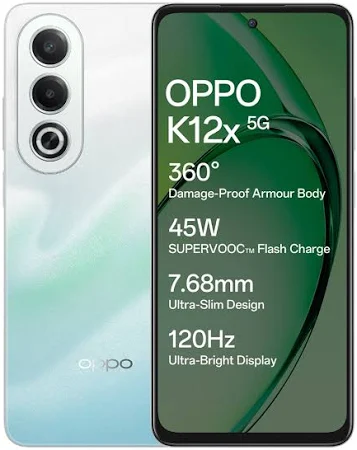 OPPO
K12x 5G
360°
Damage-Proof Armour Body
45W
SUPERVOOC™ Flash Charge
7.68mm
Ultra-Slim Design
120Hz
Ultra-Bright Display
oppo